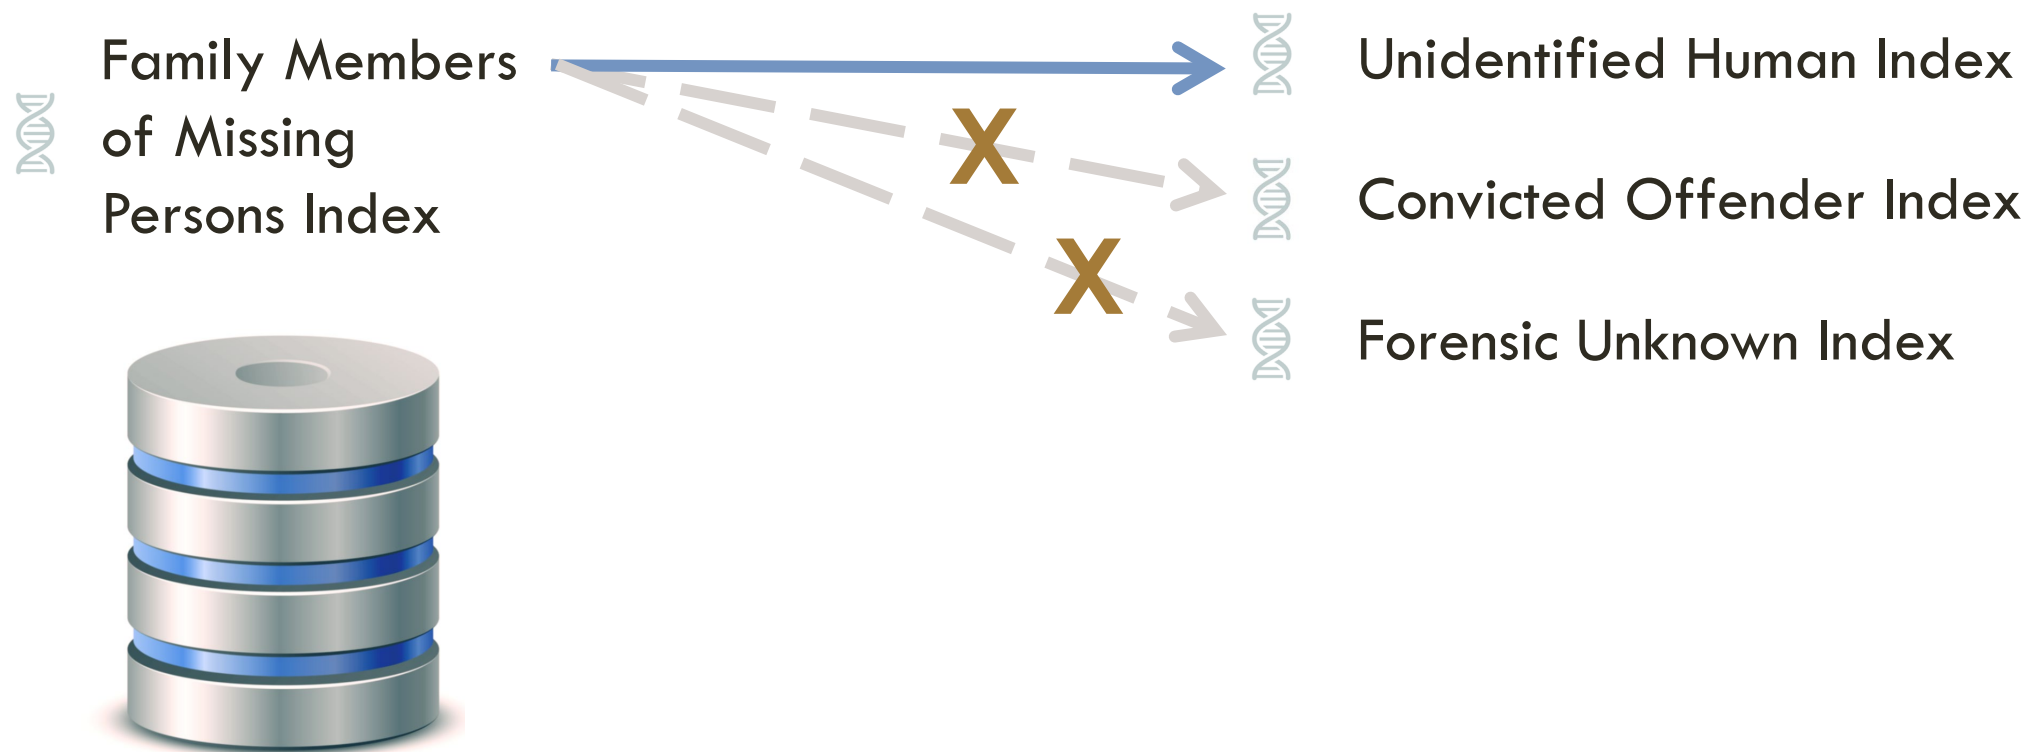 Family Members
of Missing
Persons Index
Unidentified Human Index
X
Convicted Offender Index
X
Forensic Unknown Index